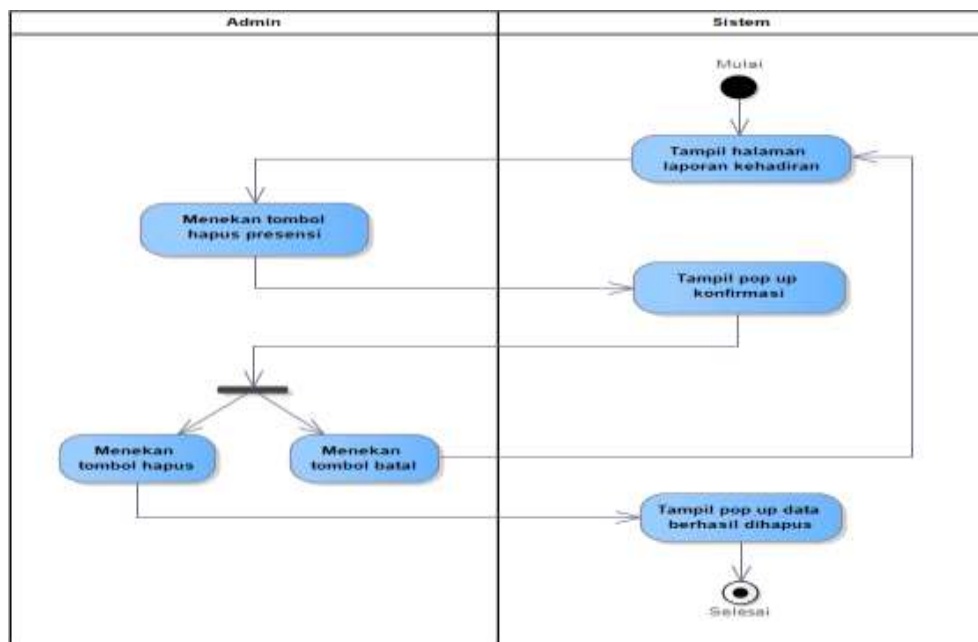 Admin
Sistem
Mulai
Tampil halaman
laporan kehadiran
Menekan tombol
hapus presensi
Tampil pop up
konfirmasi
Menekan
tombol hapus
Menekan
tombol batal
Tampil pop up data
berhasil dihapus
Selesai